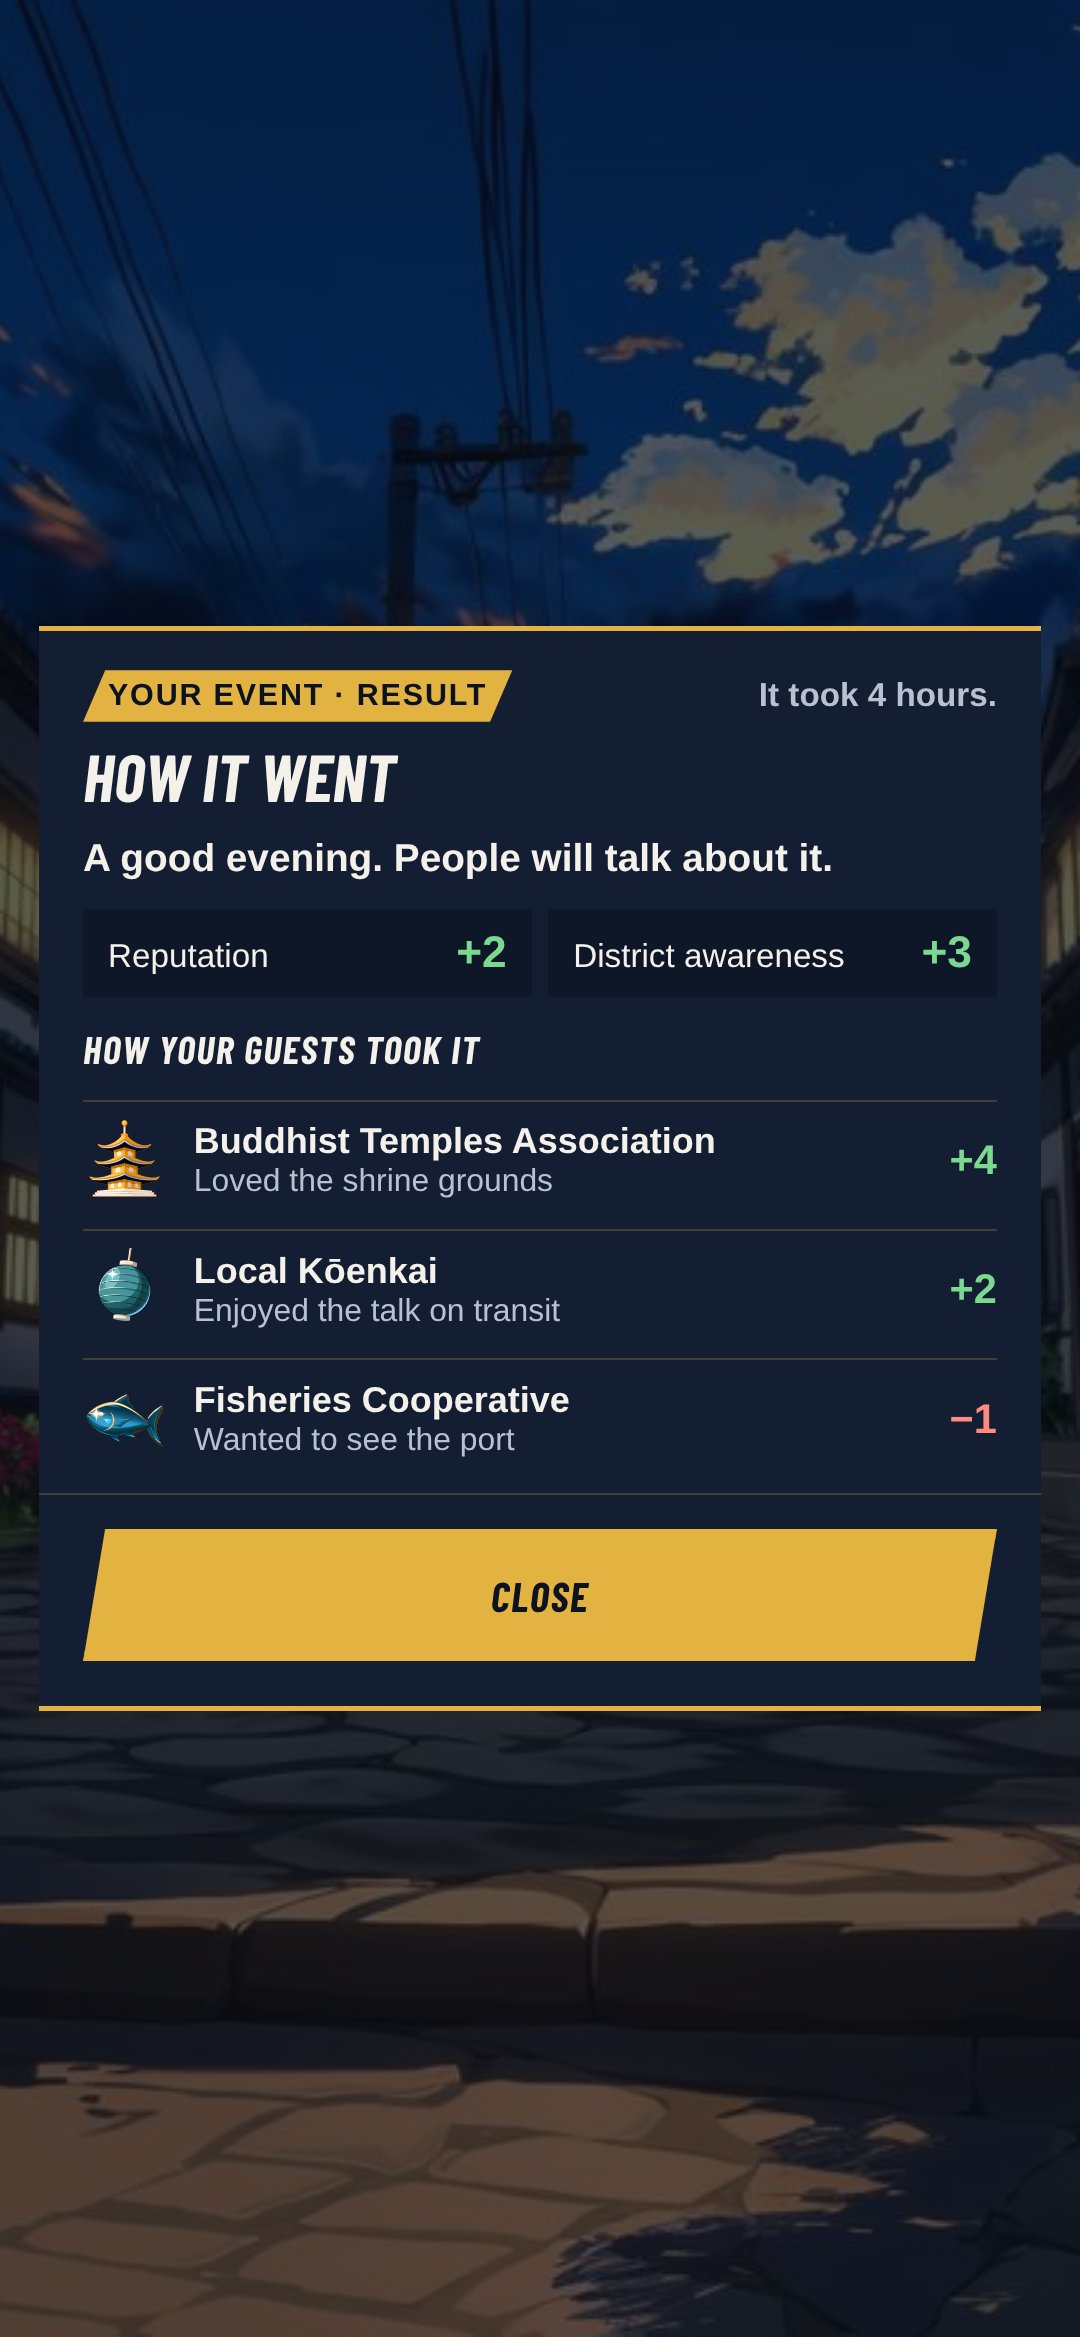 YOUR EVENT · RESULT
It took 4 hours.
HOW IT WENT
A good evening. People will talk about it.
Reputation +2
District awareness +3
HOW YOUR GUESTS TOOK IT
Buddhist Temples Association
Loved the shrine grounds
+4
Local Kōenkai
Enjoyed the talk on transit
+2
Fisheries Cooperative
Wanted to see the port
−1
CLOSE